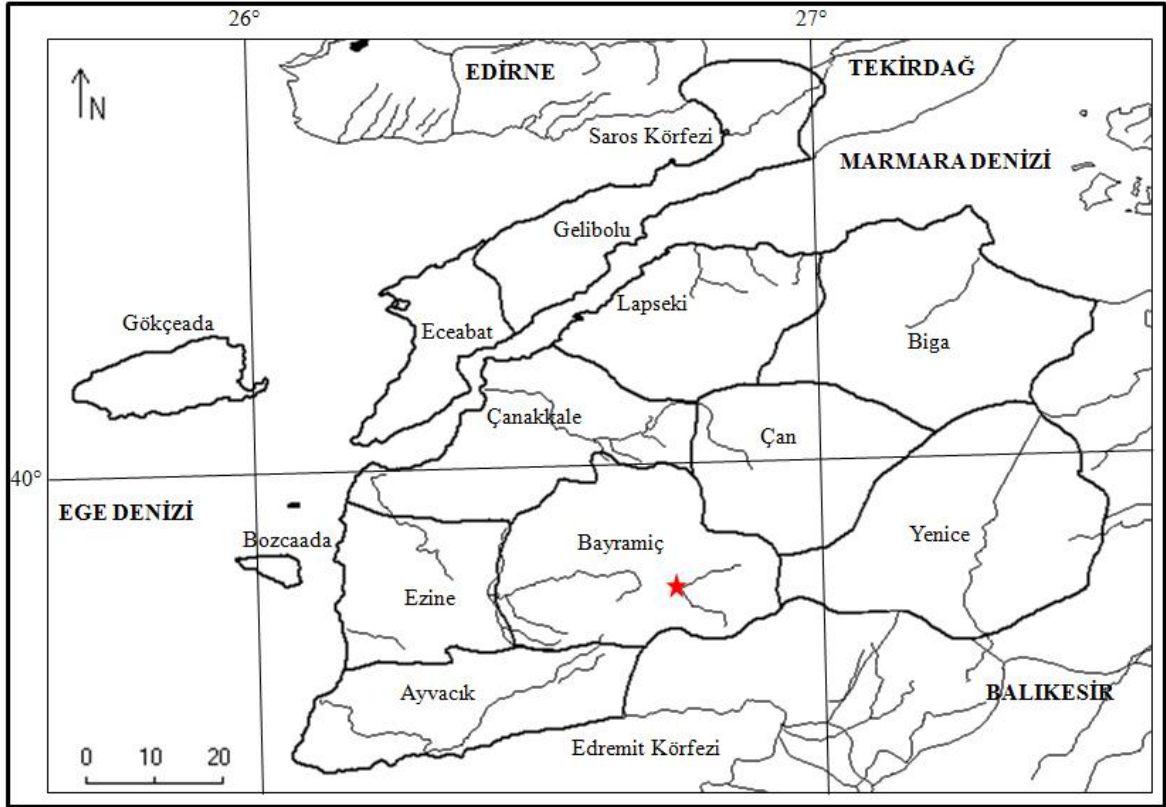 26°
27°
N
EDİRNE
TEKİRDAĞ
Saros Körfezi
MARMARA DENİZİ
Gelibolu
Lapseki
Gökçeada
Eceabat
Biga
Çanakkale
Çan
40°
EGE DENİZİ
Bozcaada
Bayramiç
Yenice
Ezine
Ayvacık
BALIKESİR
Edremit Körfezi
0 10 20